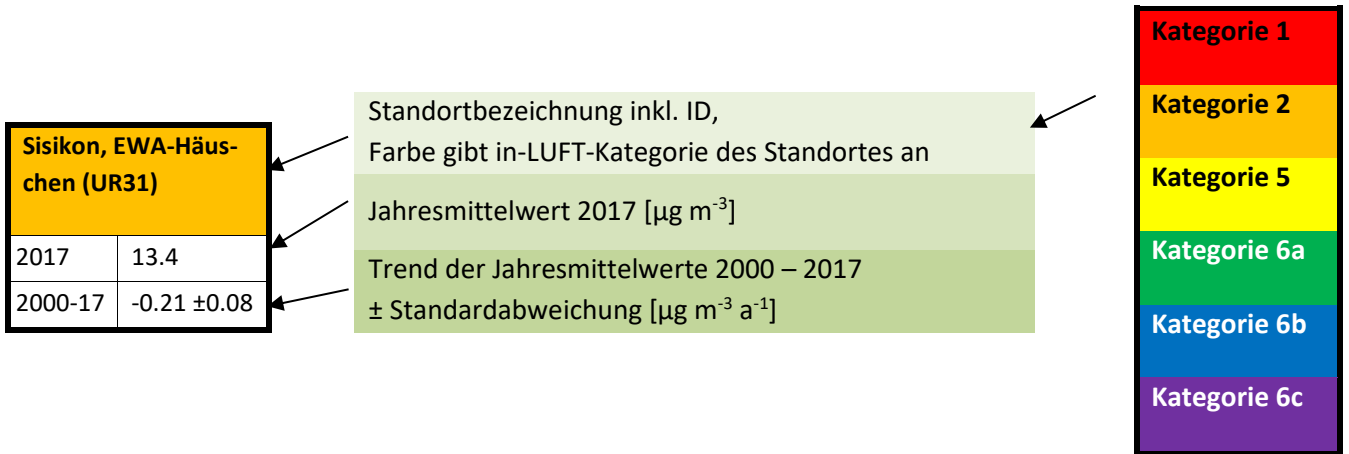 Sisikon, EWA-Häus-
chen (UR31)
2017 13.4
2000-17 -0.21 ±0.08
Standortbezeichnung inkl. ID,
Farbe gibt in-LUFT-Kategorie des Standortes an
Jahresmittelwert 2017 [µg m⁻³]
Trend der Jahresmittelwerte 2000 – 2017
± Standardabweichung [µg m⁻³ a⁻¹]
Kategorie 1
Kategorie 2
Kategorie 5
Kategorie 6a
Kategorie 6b
Kategorie 6c